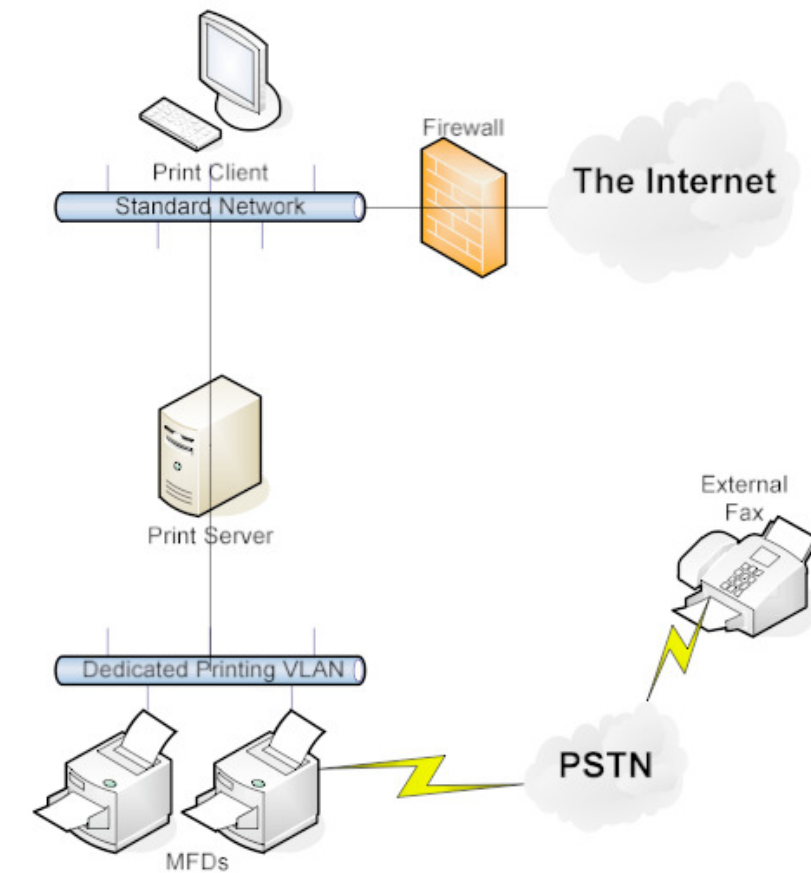 Print Client
Firewall
The Internet
Standard Network
Print Server
External
Fax
Dedicated Printing VLAN
PSTN
MFDs